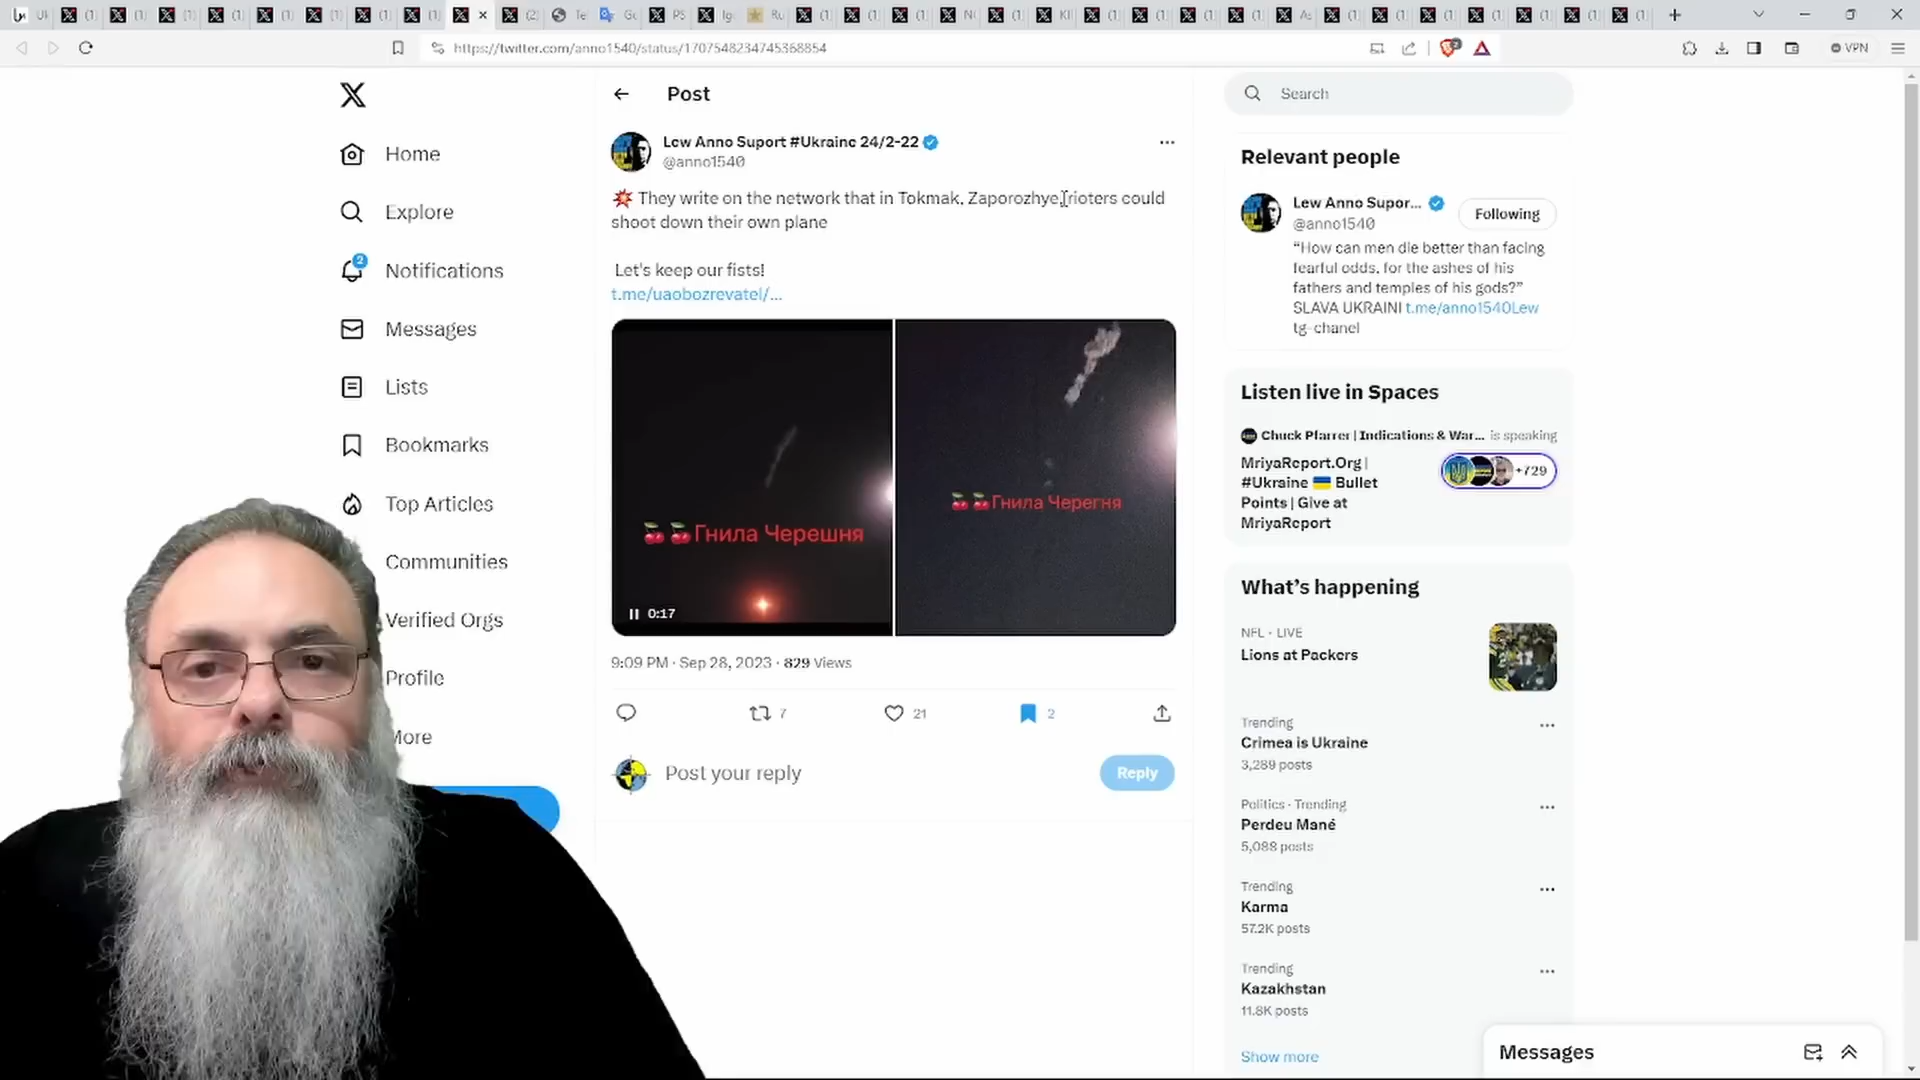 https://twitter.com/anno1540/status/1707548234745368854
VPN
Post
Search
Home
Explore
2
Notifications
Messages
Lists
Bookmarks
Top Articles
Communities
Verified Orgs
Profile
More
Lew Anno Suport #Ukraine 24/2-22
@anno1540
💥 They write on the network that in Tokmak, Zaporozhye, rioters could
shoot down their own plane
Let's keep our fists!
t.me/uaobozrevatel/...
🍒🍒Гнила Черешня
0:17
🍒🍒Гнила Черегня
9:09 PM · Sep 28, 2023 · 829 Views
7
21
2
Post your reply
Reply
Relevant people
Lew Anno Supor...
Following
@anno1540
“How can men die better than facing
fearful odds, for the ashes of his
fathers and temples of his gods?”
SLAVA UKRAINI t.me/anno1540Lew
tg-chanel
Listen live in Spaces
Chuck Pfarrer | Indications & War... is speaking
MriyaReport.Org |
#Ukraine 🇺🇦 Bullet
Points | Give at
MriyaReport
+729
What’s happening
NFL · LIVE
Lions at Packers
Trending
Crimea is Ukraine
3,289 posts
Politics · Trending
Perdeu Mané
5,088 posts
Trending
Karma
57.2K posts
Trending
Kazakhstan
11.8K posts
Show more
Messages